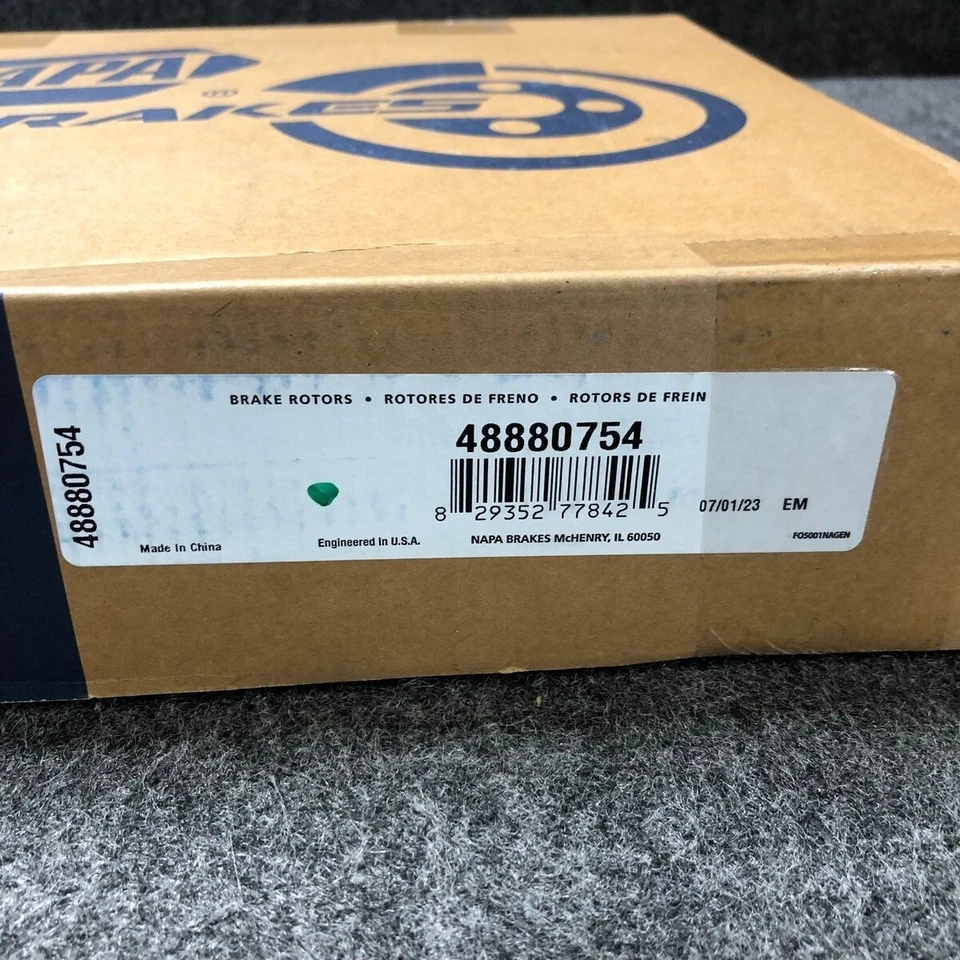 NAPA ®
BRAKES
BRAKE ROTORS • ROTORES DE FRENO • ROTORS DE FREIN
48880754
48880754
8 29352 77842 5
07/01/23 EM
Made In China
Engineered In U.S.A.
NAPA BRAKES McHENRY, IL 60050
FO5001NAGEN